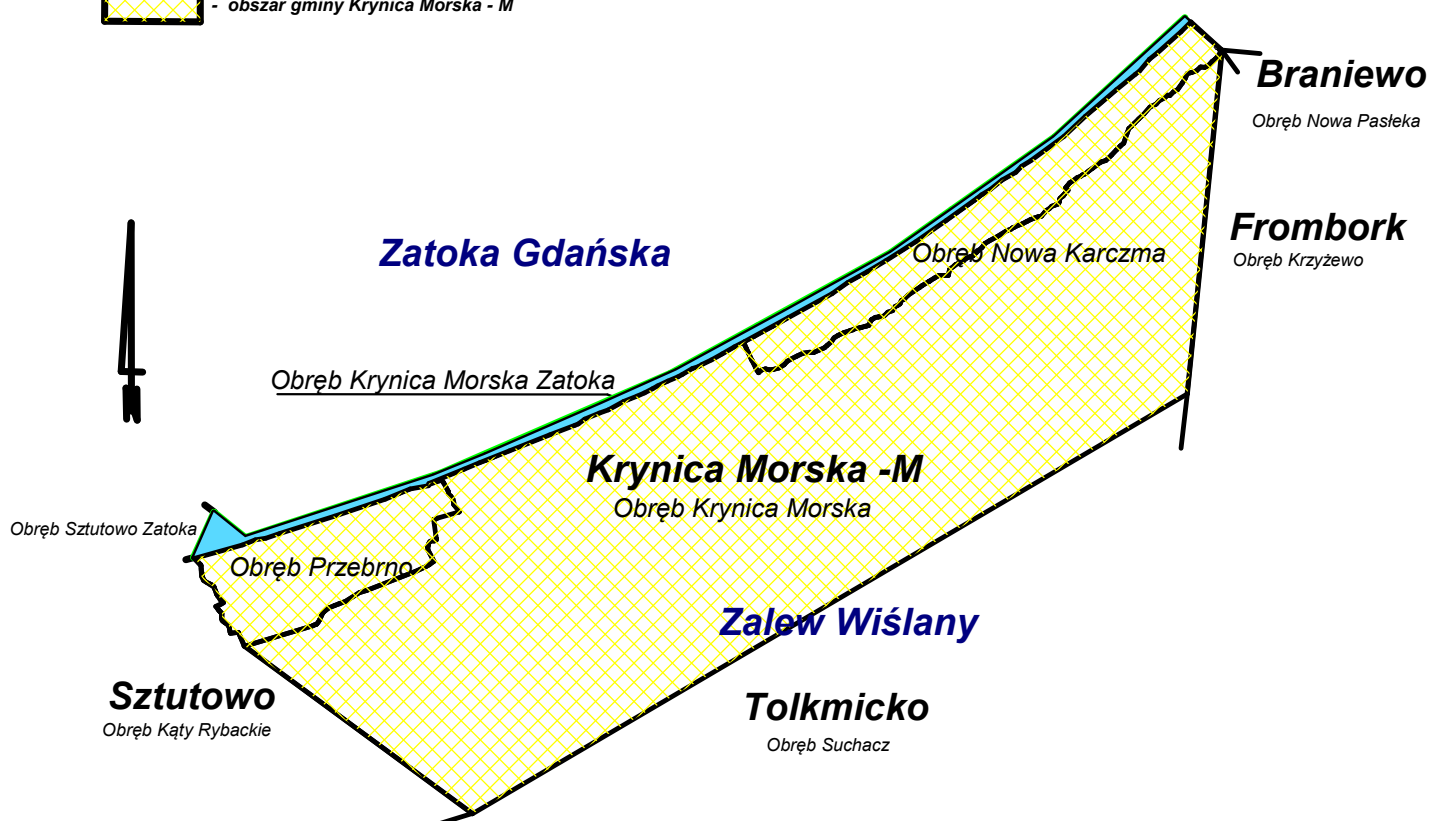 - obszar gminy Krynica Morska - M
Braniewo
Obręb Nowa Pasłeka
Zatoka Gdańska
Frombork
Obręb Krzyżewo
Obręb Nowa Karczma
Obręb Krynica Morska Zatoka
Krynica Morska -M
Obręb Krynica Morska
Obręb Sztutowo Zatoka
Obręb Przebrno
Zalew Wiślany
Sztutowo
Obręb Kąty Rybackie
Tolkmicko
Obręb Suchacz